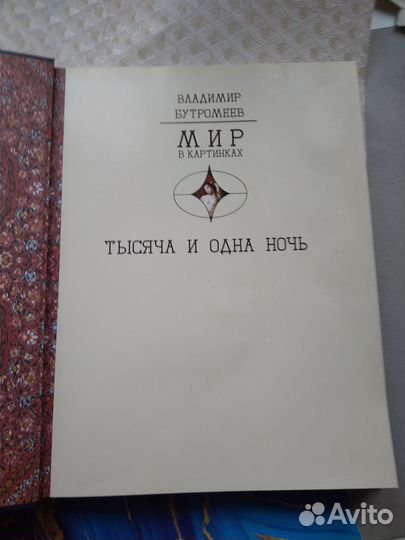 ВЛАДИМИР
БУТРОМЕЕВ
МИР
В КАРТИНКАХ
ТЫСЯЧА И ОДНА НОЧЬ
Avito